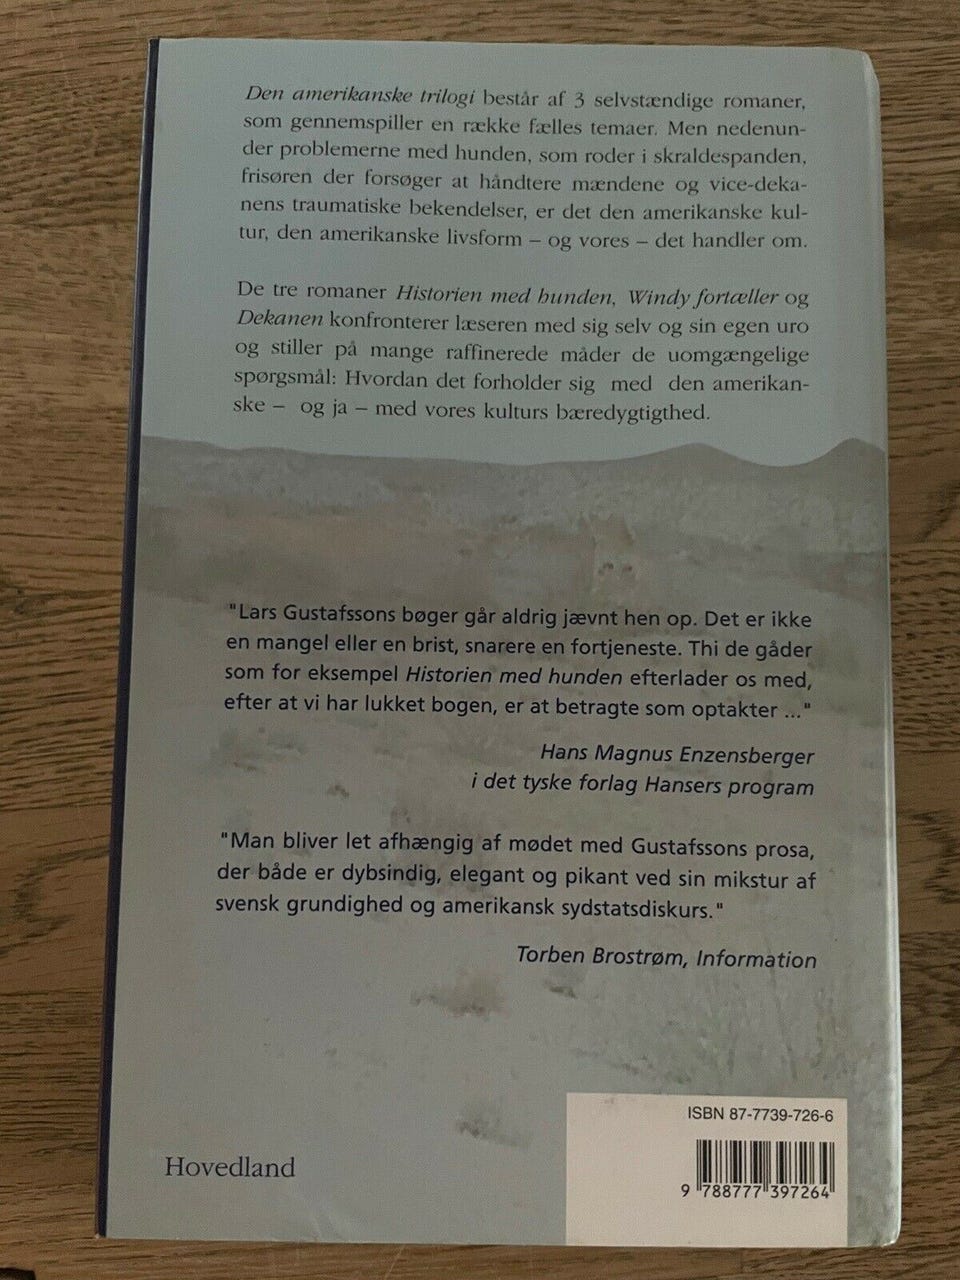 Den amerikanske trilogi består af 3 selvstændige romaner,
som gennemspiller en række fælles temaer. Men nedenun-
der problemerne med hunden, som roder i skraldespanden,
frisøren der forsøger at håndtere mændene og vice-deka-
nens traumatiske bekendelser, er det den amerikanske kul-
tur, den amerikanske livsform – og vores – det handler om.
De tre romaner Historien med hunden, Windy fortæller og
Dekanen konfronterer læseren med sig selv og sin egen uro
og stiller på mange raffinerede måder de uomgængelige
spørgsmål: Hvordan det forholder sig med den amerikan-
ske – og ja – med vores kulturs bæredygtigthed.
"Lars Gustafssons bøger går aldrig jævnt hen op. Det er ikke
en mangel eller en brist, snarere en fortjeneste. Thi de gåder
som for eksempel Historien med hunden efterlader os med,
efter at vi har lukket bogen, er at betragte som optakter ..."
Hans Magnus Enzensberger
i det tyske forlag Hansers program
"Man bliver let afhængig af mødet med Gustafssons prosa,
der både er dybsindig, elegant og pikant ved sin mikstur af
svensk grundighed og amerikansk sydstatsdiskurs."
Torben Brostrøm, Information
ISBN 87-7739-726-6
9 788777 397264
Hovedland